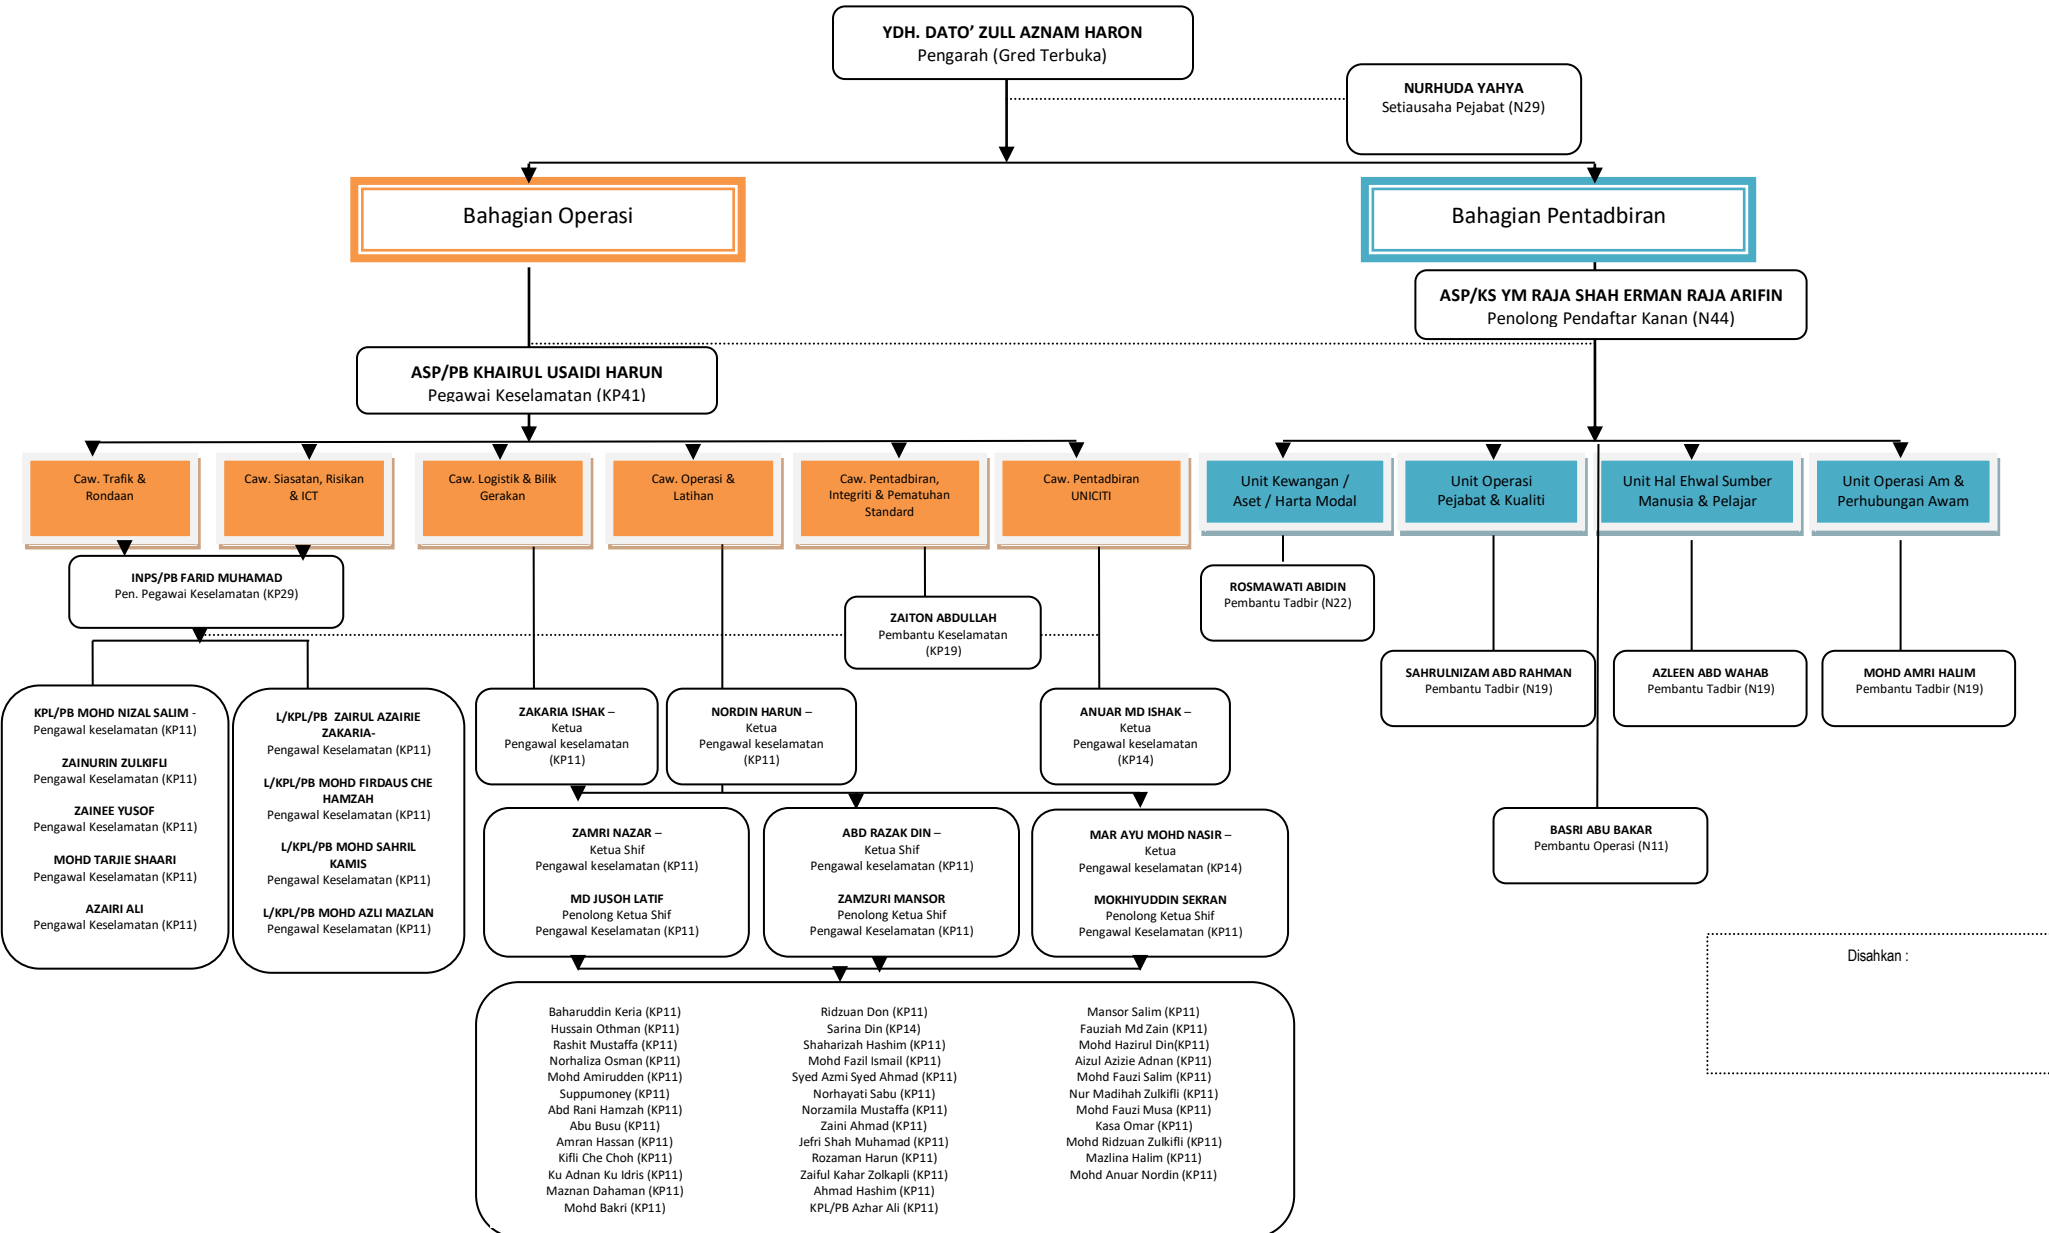 YDH. DATO’ ZULL AZNAM HARON
Pengarah (Gred Terbuka)
NURHUDA YAHYA
Setiausaha Pejabat (N29)
Bahagian Operasi
Bahagian Pentadbiran
ASP/KS YM RAJA SHAH ERMAN RAJA ARIFIN
Penolong Pendaftar Kanan (N44)
ASP/PB KHAIRUL USAIDI HARUN
Pegawai Keselamatan (KP41)
Caw. Trafik &
Rondaan
Caw. Siasatan, Risikan
& ICT
Caw. Logistik & Bilik
Gerakan
Caw. Operasi &
Latihan
Caw. Pentadbiran,
Integriti & Pematuhan
Standard
Caw. Pentadbiran
UNICITI
Unit Kewangan /
Aset / Harta Modal
Unit Operasi
Pejabat & Kualiti
Unit Hal Ehwal Sumber
Manusia & Pelajar
Unit Operasi Am &
Perhubungan Awam
INPS/PB FARID MUHAMAD
Pen. Pegawai Keselamatan (KP29)
ZAITON ABDULLAH
Pembantu Keselamatan
(KP19)
ROSMAWATI ABIDIN
Pembantu Tadbir (N22)
SAHRULNIZAM ABD RAHMAN
Pembantu Tadbir (N19)
AZLEEN ABD WAHAB
Pembantu Tadbir (N19)
MOHD AMRI HALIM
Pembantu Tadbir (N19)
KPL/PB MOHD NIZAL SALIM -
Pengawal keselamatan (KP11)
ZAINURIN ZULKIFLI
Pengawal Keselamatan (KP11)
ZAINEE YUSOF
Pengawal Keselamatan (KP11)
MOHD TARJIE SHAARI
Pengawal Keselamatan (KP11)
AZAIRI ALI
Pengawal Keselamatan (KP11)
L/KPL/PB  ZAIRUL AZAIRIE
ZAKARIA-
Pengawal Keselamatan (KP11)
L/KPL/PB MOHD FIRDAUS CHE
HAMZAH
Pengawal Keselamatan (KP11)
L/KPL/PB MOHD SAHRIL
KAMIS
Pengawal Keselamatan (KP11)
L/KPL/PB MOHD AZLI MAZLAN
Pengawal Keselamatan (KP11)
ZAKARIA ISHAK –
Ketua
Pengawal keselamatan
(KP11)
NORDIN HARUN –
Ketua
Pengawal keselamatan
(KP11)
ANUAR MD ISHAK –
Ketua
Pengawal keselamatan
(KP14)
ZAMRI NAZAR –
Ketua Shif
Pengawal keselamatan (KP11)
MD JUSOH LATIF
Penolong Ketua Shif
Pengawal Keselamatan (KP11)
ABD RAZAK DIN –
Ketua Shif
Pengawal keselamatan (KP11)
ZAMZURI MANSOR
Penolong Ketua Shif
Pengawal Keselamatan (KP11)
MAR AYU MOHD NASIR –
Ketua
Pengawal keselamatan (KP14)
MOKHIYUDDIN SEKRAN
Penolong Ketua Shif
Pengawal Keselamatan (KP11)
BASRI ABU BAKAR
Pembantu Operasi (N11)
Disahkan :
Baharuddin Keria (KP11)
Hussain Othman (KP11)
Rashit Mustaffa (KP11)
Norhaliza Osman (KP11)
Mohd Amirudden (KP11)
Suppumoney (KP11)
Abd Rani Hamzah (KP11)
Abu Busu (KP11)
Amran Hassan (KP11)
Kifli Che Choh (KP11)
Ku Adnan Ku Idris (KP11)
Maznan Dahaman (KP11)
Mohd Bakri (KP11)
Ridzuan Don (KP11)
Sarina Din (KP14)
Shaharizah Hashim (KP11)
Mohd Fazil Ismail (KP11)
Syed Azmi Syed Ahmad (KP11)
Norhayati Sabu (KP11)
Norzamila Mustaffa (KP11)
Zaini Ahmad (KP11)
Jefri Shah Muhamad (KP11)
Rozaman Harun (KP11)
Zaiful Kahar Zolkapli (KP11)
Ahmad Hashim (KP11)
KPL/PB Azhar Ali (KP11)
Mansor Salim (KP11)
Fauziah Md Zain (KP11)
Mohd Hazirul Din(KP11)
Aizul Azizie Adnan (KP11)
Mohd Fauzi Salim (KP11)
Nur Madihah Zulkifli (KP11)
Mohd Fauzi Musa (KP11)
Kasa Omar (KP11)
Mohd Ridzuan Zulkifli (KP11)
Mazlina Halim (KP11)
Mohd Anuar Nordin (KP11)